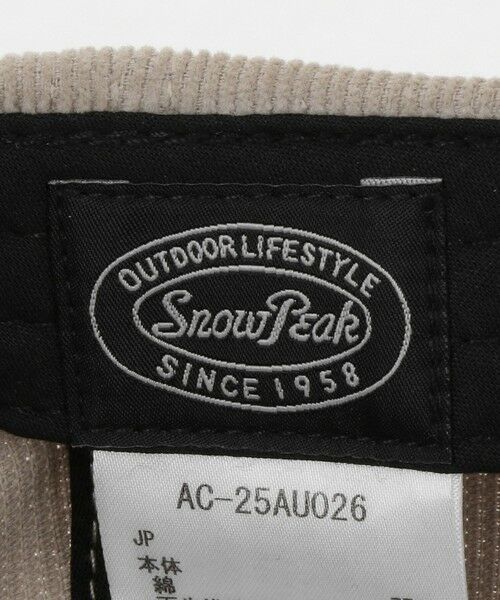 OUTDOOR LIFESTYLE
Snow Peak
SINCE 1958
AC-25AU026
JP
本体
綿